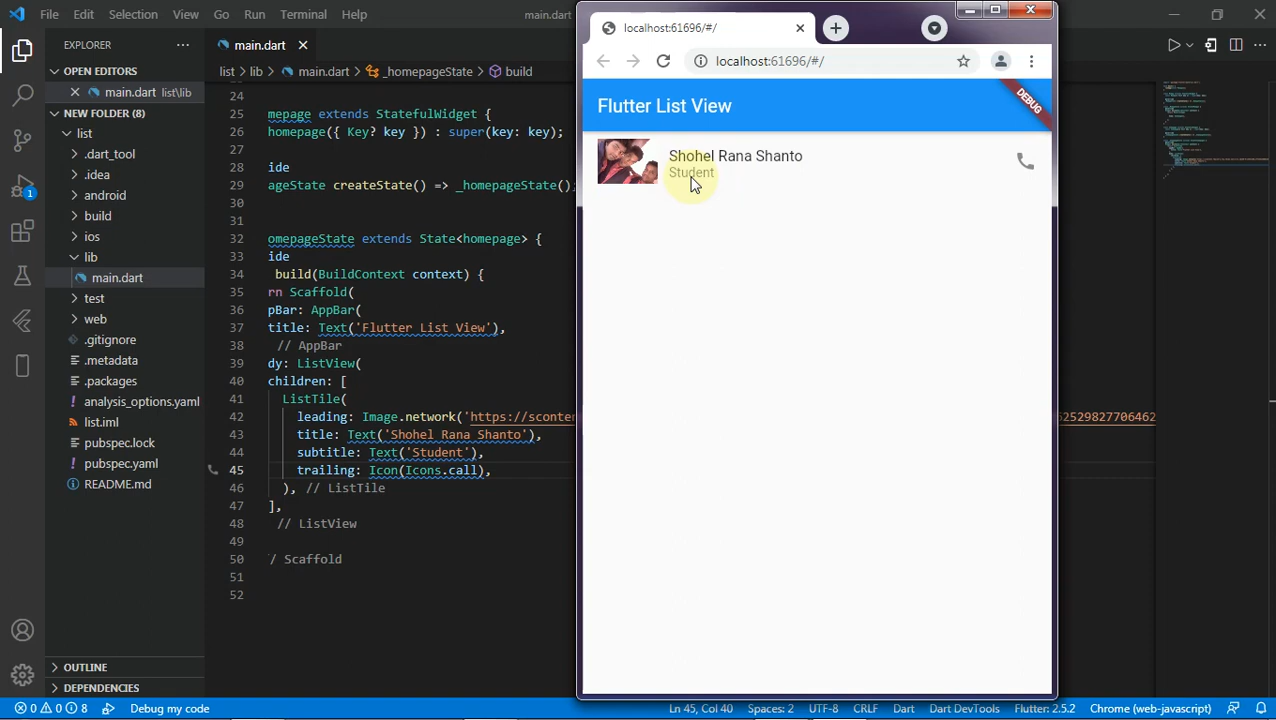 File
Edit
Selection
View
Go
Run
Terminal
Help
main.dart
EXPLORER
OPEN EDITORS
main.dart list\lib
NEW FOLDER (8)
list
.dart_tool
.idea
android
build
ios
lib
main.dart
test
web
.gitignore
.metadata
.packages
analysis_options.yaml
list.iml
pubspec.lock
pubspec.yaml
README.md
OUTLINE
DEPENDENCIES
1
main.dart
list > lib > main.dart > _homepageState > build
24
25 mepage extends StatefulWidget {
26 homepage({ Key? key }) : super(key: key);
27
28 ide
29 ageState createState() => _homepageState();
30
31
32 omepageState extends State<homepage> {
33 ide
34 build(BuildContext context) {
35 rn Scaffold(
36 pBar: AppBar(
37 title: Text('Flutter List View'),
38 // AppBar
39 dy: ListView(
40 children: [
41 ListTile(
42 leading: Image.network('https://sconte 62529827706462
43 title: Text('Shohel Rana Shanto'),
44 subtitle: Text('Student'),
45 trailing: Icon(Icons.call),
46 ), // ListTile
47 ],
48 // ListView
49
50 / Scaffold
51
52
localhost:61696/#/
localhost:61696/#/
Flutter List View
DEBUG
Shohel Rana Shanto
Student
0 0 8
Debug my code
Ln 45, Col 40
Spaces: 2
UTF-8
CRLF
Dart
Dart DevTools
Flutter: 2.5.2
Chrome (web-javascript)